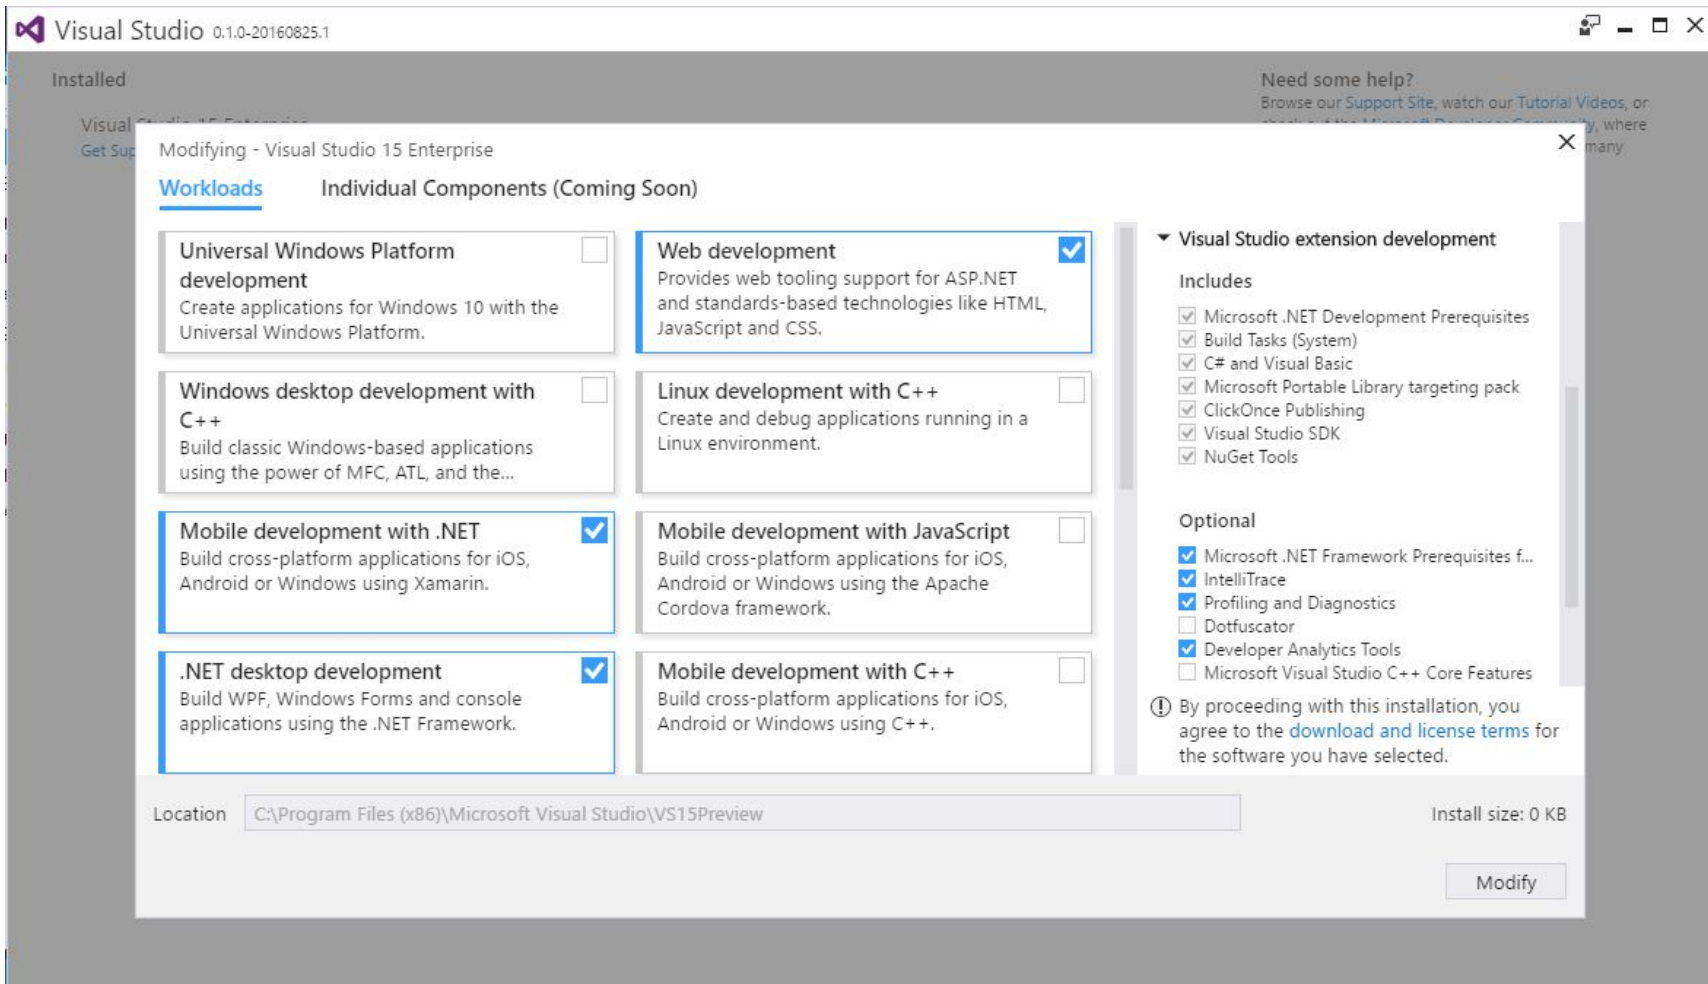 Visual Studio 0.1.0-20160825.1
Installed
Visual Studio 15 Enterprise
Get Sup
Need some help?
Browse our Support Site, watch our Tutorial Videos, or
check out the Microsoft Developer Community, where
many
Modifying - Visual Studio 15 Enterprise
Workloads
Individual Components (Coming Soon)
Universal Windows Platform
development
Create applications for Windows 10 with the
Universal Windows Platform.
Web development
Provides web tooling support for ASP.NET
and standards-based technologies like HTML,
JavaScript and CSS.
Windows desktop development with
C++
Build classic Windows-based applications
using the power of MFC, ATL, and the...
Linux development with C++
Create and debug applications running in a
Linux environment.
Mobile development with .NET
Build cross-platform applications for iOS,
Android or Windows using Xamarin.
Mobile development with JavaScript
Build cross-platform applications for iOS,
Android or Windows using the Apache
Cordova framework.
.NET desktop development
Build WPF, Windows Forms and console
applications using the .NET Framework.
Mobile development with C++
Build cross-platform applications for iOS,
Android or Windows using C++.
Visual Studio extension development
Includes
Microsoft .NET Development Prerequisites
Build Tasks (System)
C# and Visual Basic
Microsoft Portable Library targeting pack
ClickOnce Publishing
Visual Studio SDK
NuGet Tools
Optional
Microsoft .NET Framework Prerequisites f...
IntelliTrace
Profiling and Diagnostics
Dotfuscator
Developer Analytics Tools
Microsoft Visual Studio C++ Core Features
By proceeding with this installation, you
agree to the download and license terms for
the software you have selected.
Location
C:\Program Files (x86)\Microsoft Visual Studio\VS15Preview
Install size: 0 KB
Modify